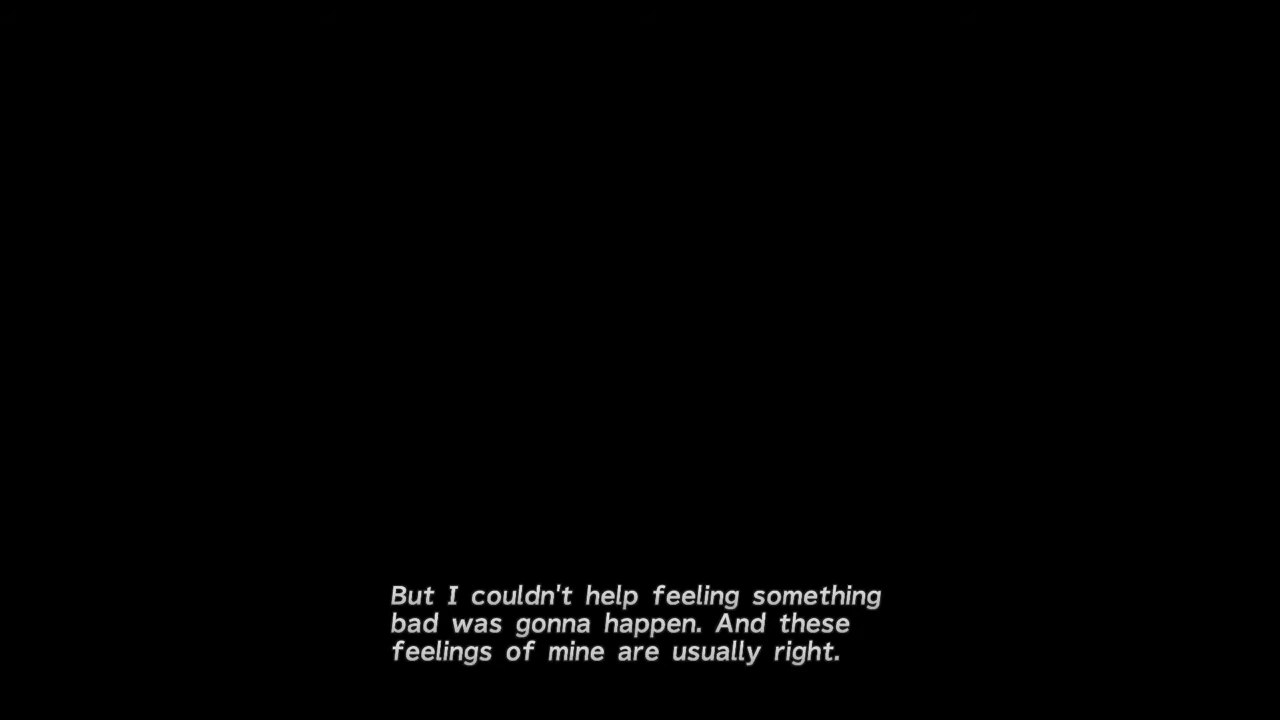 But I couldn't help feeling something
bad was gonna happen. And these
feelings of mine are usually right.